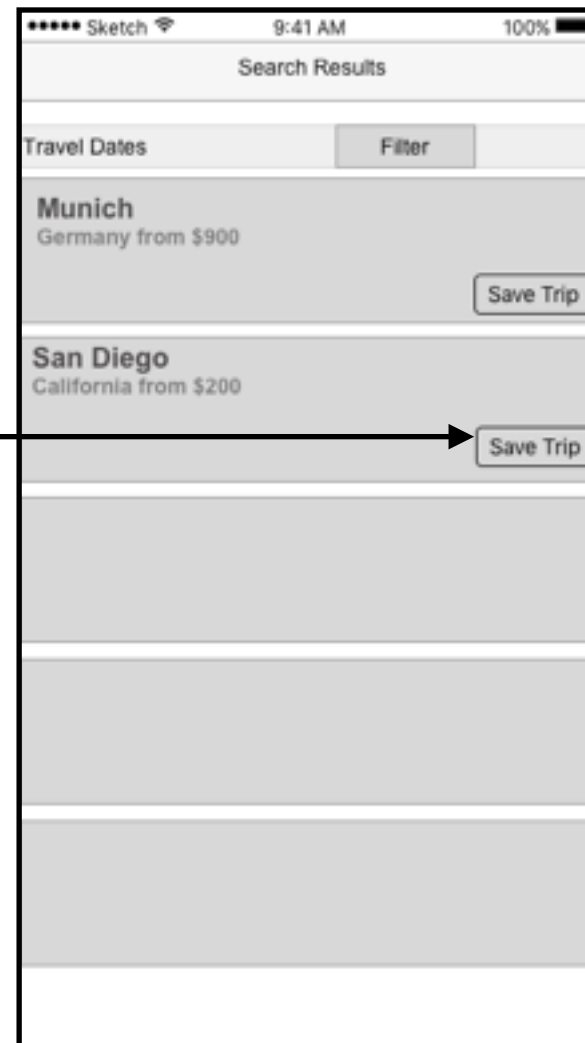 Sketch 9:41 AM 100%
Search Results
Travel Dates Filter
Munich
Germany from $900
Save Trip
San Diego
California from $200
Save Trip